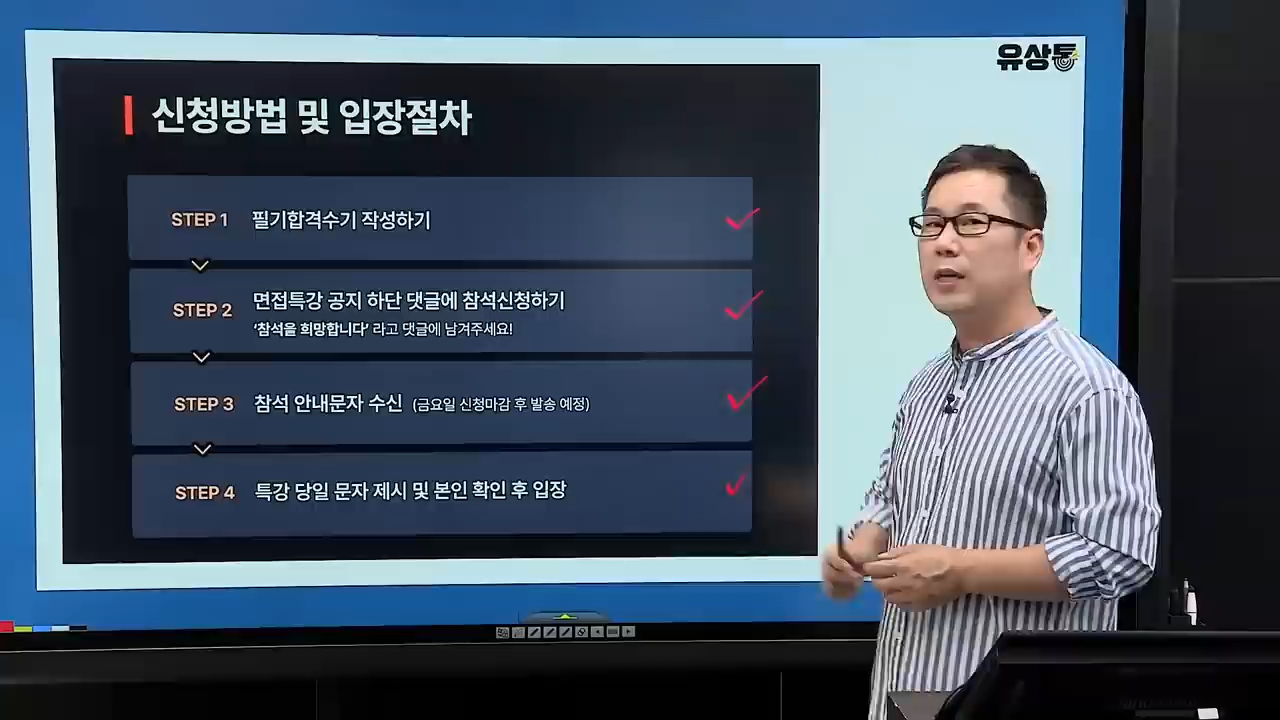 유상통
신청방법 및 입장절차
STEP 1 필기합격수기 작성하기
STEP 2 면접특강 공지 하단 댓글에 참석신청하기
‘참석을 희망합니다’ 라고 댓글에 남겨주세요!
STEP 3 참석 안내문자 수신 (금요일 신청마감 후 발송 예정)
STEP 4 특강 당일 문자 제시 및 본인 확인 후 입장